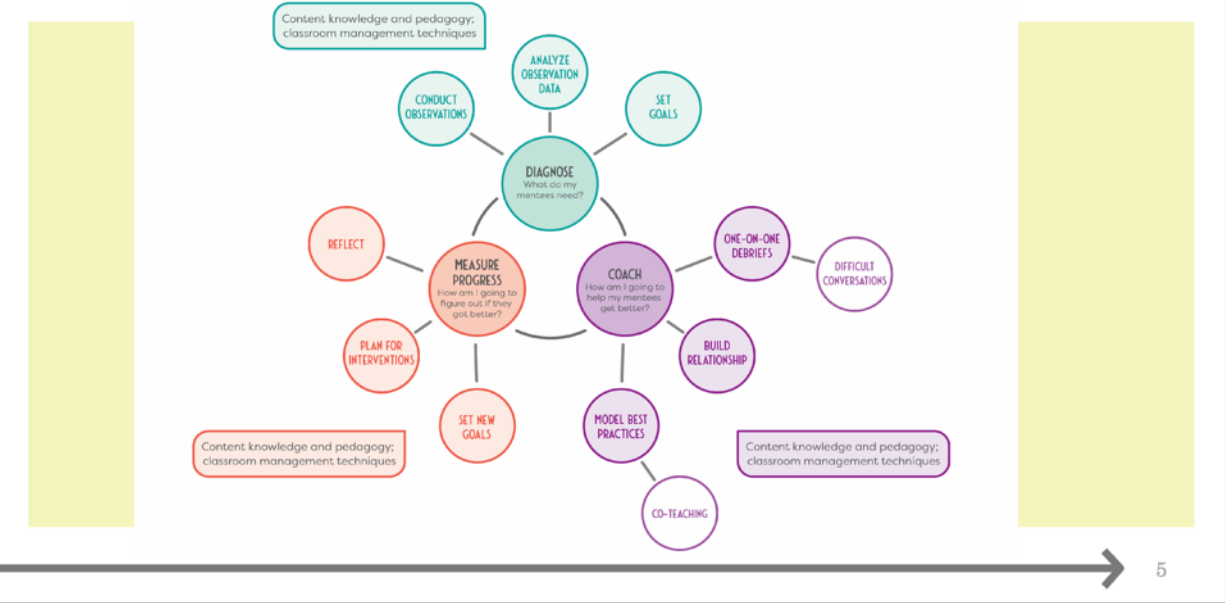 Content knowledge and pedagogy;
classroom management techniques
ANALYZE
OBSERVATION
DATA
CONDUCT
OBSERVATIONS
SET
GOALS
DIAGNOSE
What do my
mentees need?
REFLECT
ONE-ON-ONE
DEBRIEFS
DIFFICULT
CONVERSATIONS
MEASURE
PROGRESS
How am I going to
figure out if they
got better?
COACH
How am I going to
help my mentees
get better?
PLAN FOR
INTERVENTIONS
BUILD
RELATIONSHIP
SET NEW
GOALS
MODEL BEST
PRACTICES
Content knowledge and pedagogy;
classroom management techniques
Content knowledge and pedagogy;
classroom management techniques
CO-TEACHING
5